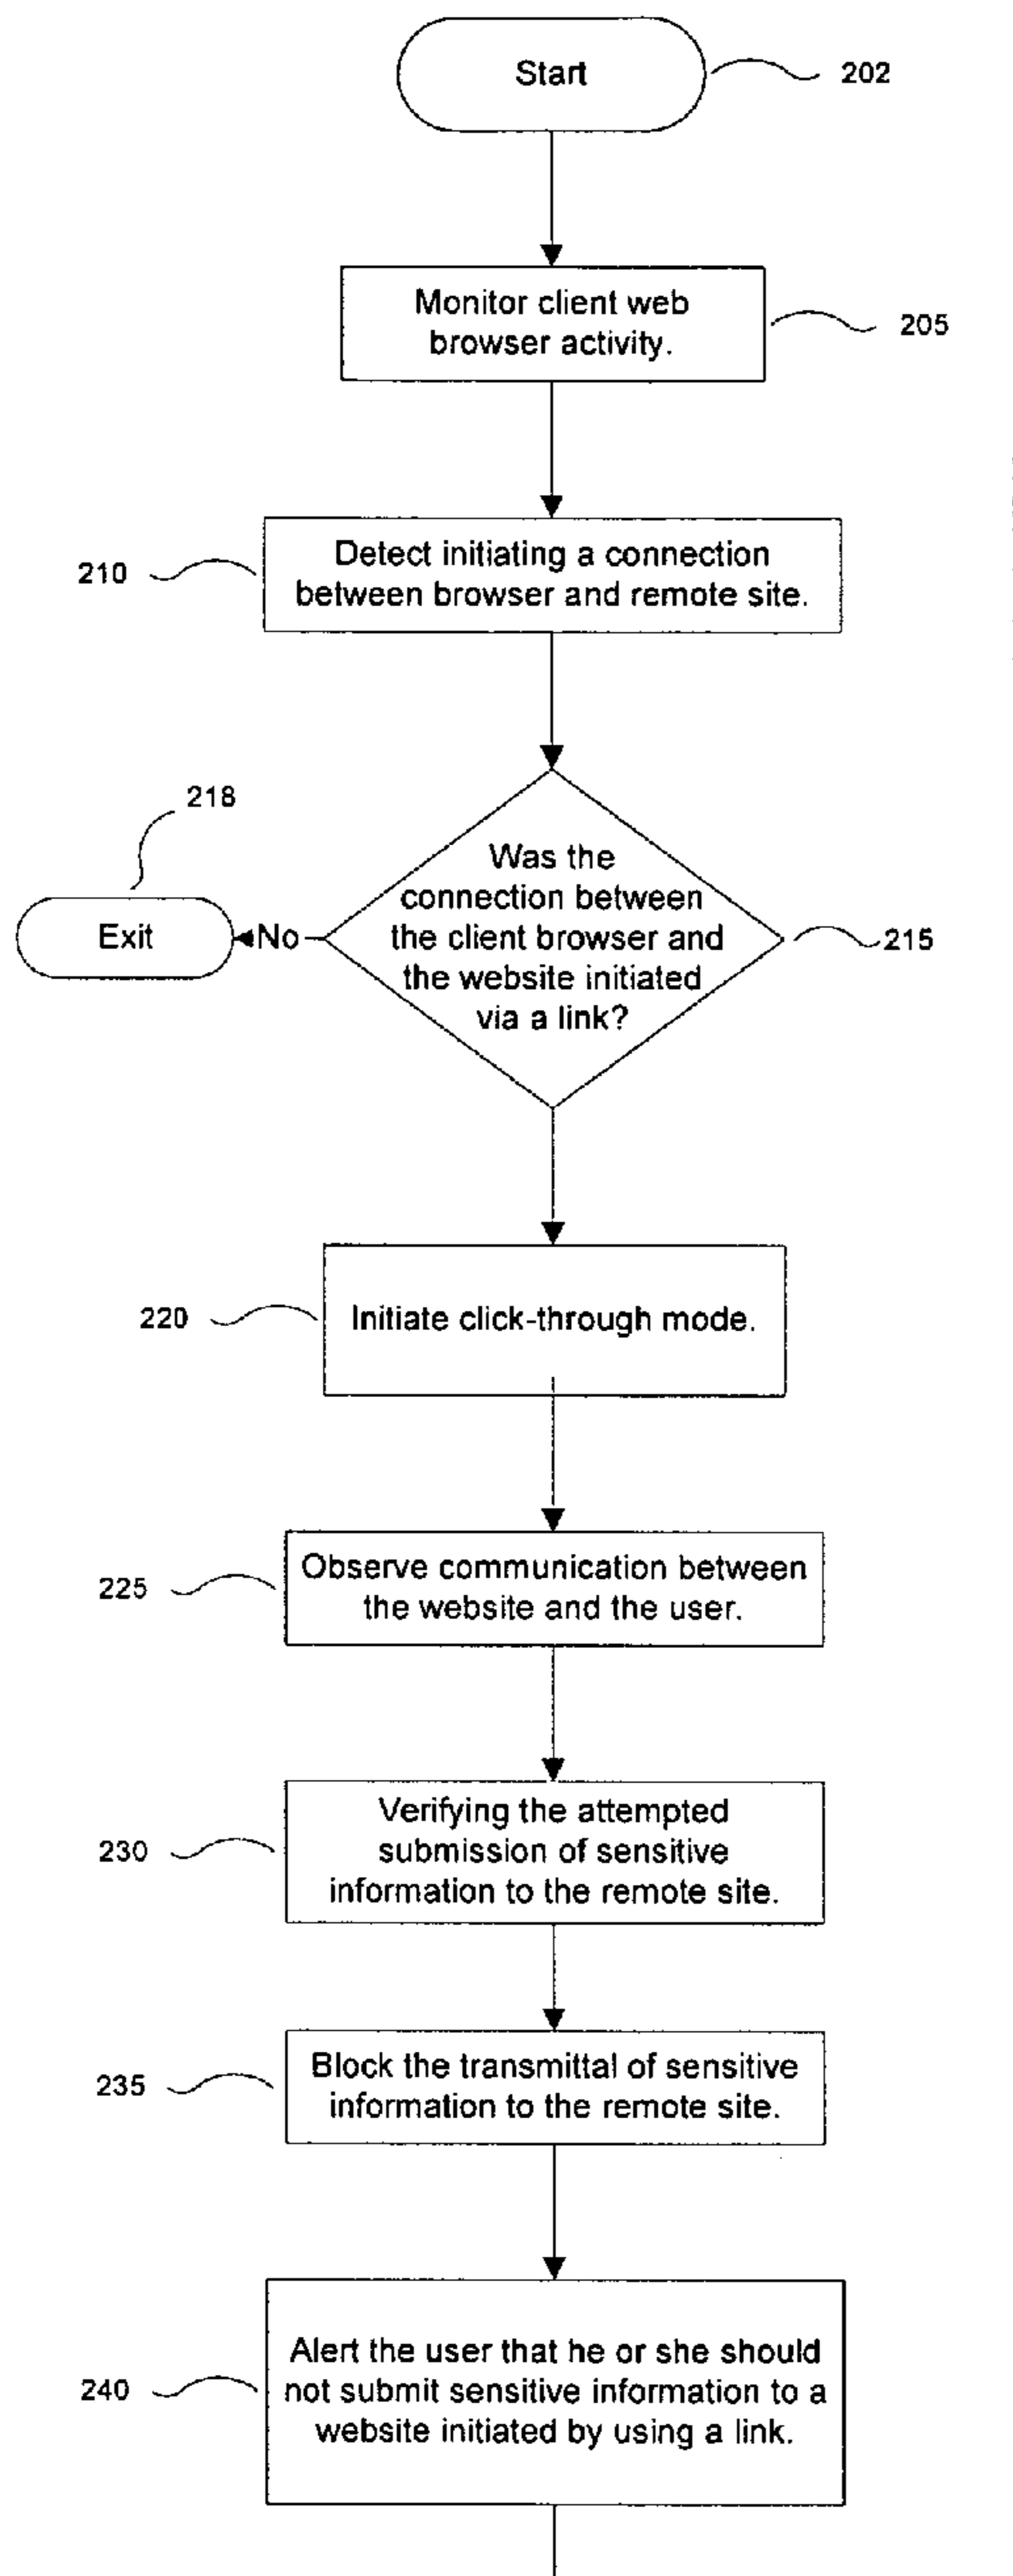 Start
202
Monitor client web
browser activity.
205
210
Detect initiating a connection
between browser and remote site.
218
Was the
connection between
the client browser and
the website initiated
via a link?
Exit
No
215
220
Initiate click-through mode.
225
Observe communication between
the website and the user.
230
Verifying the attempted
submission of sensitive
information to the remote site.
235
Block the transmittal of sensitive
information to the remote site.
240
Alert the user that he or she should
not submit sensitive information to a
website initiated by using a link.